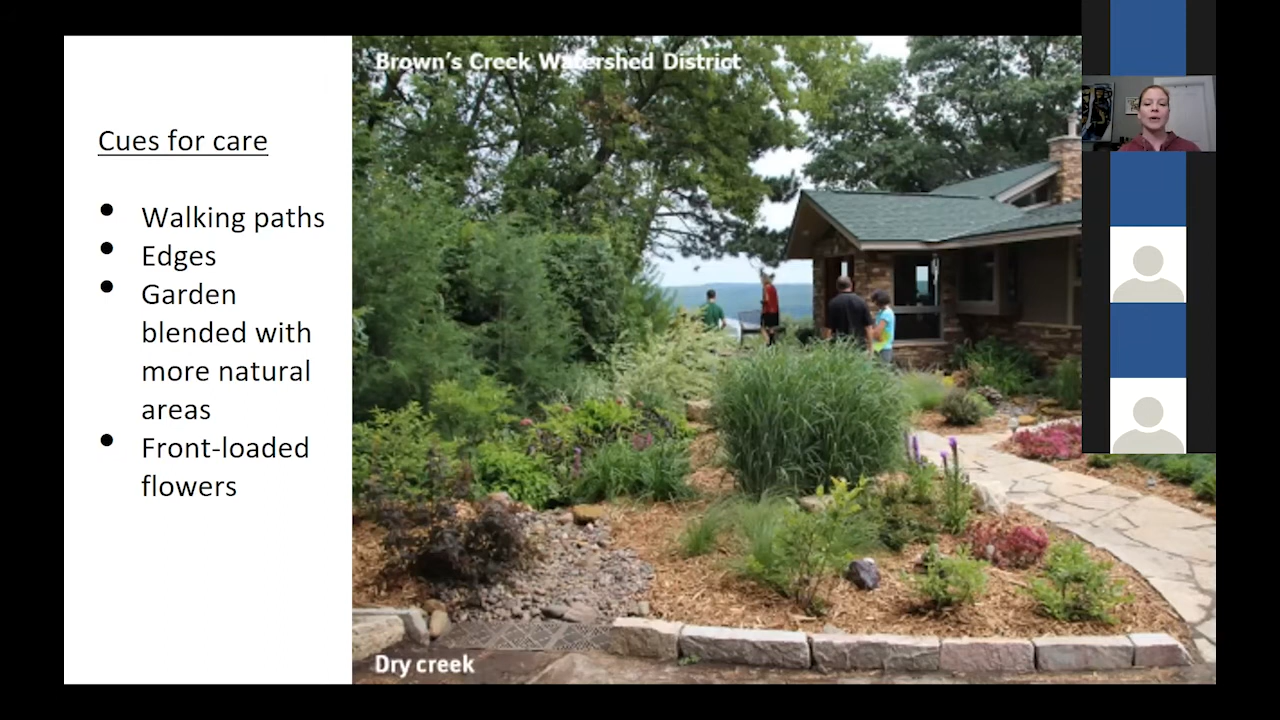 Brown's Creek Watershed District
Cues for care
Walking paths
Edges
Garden
blended with
more natural
areas
Front-loaded
flowers
Dry creek